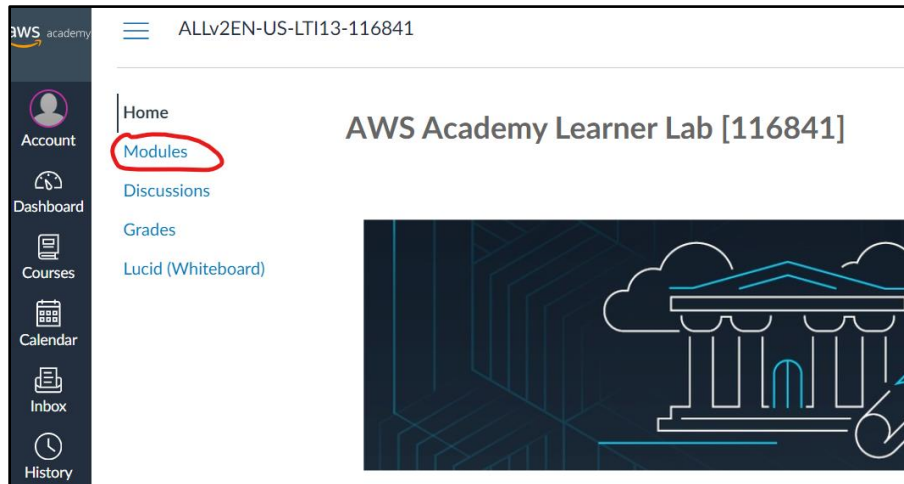 aws academy
ALLv2EN-US-LTI13-116841
Account
Dashboard
Courses
Calendar
Inbox
History
Home
Modules
Discussions
Grades
Lucid (Whiteboard)
AWS Academy Learner Lab [116841]